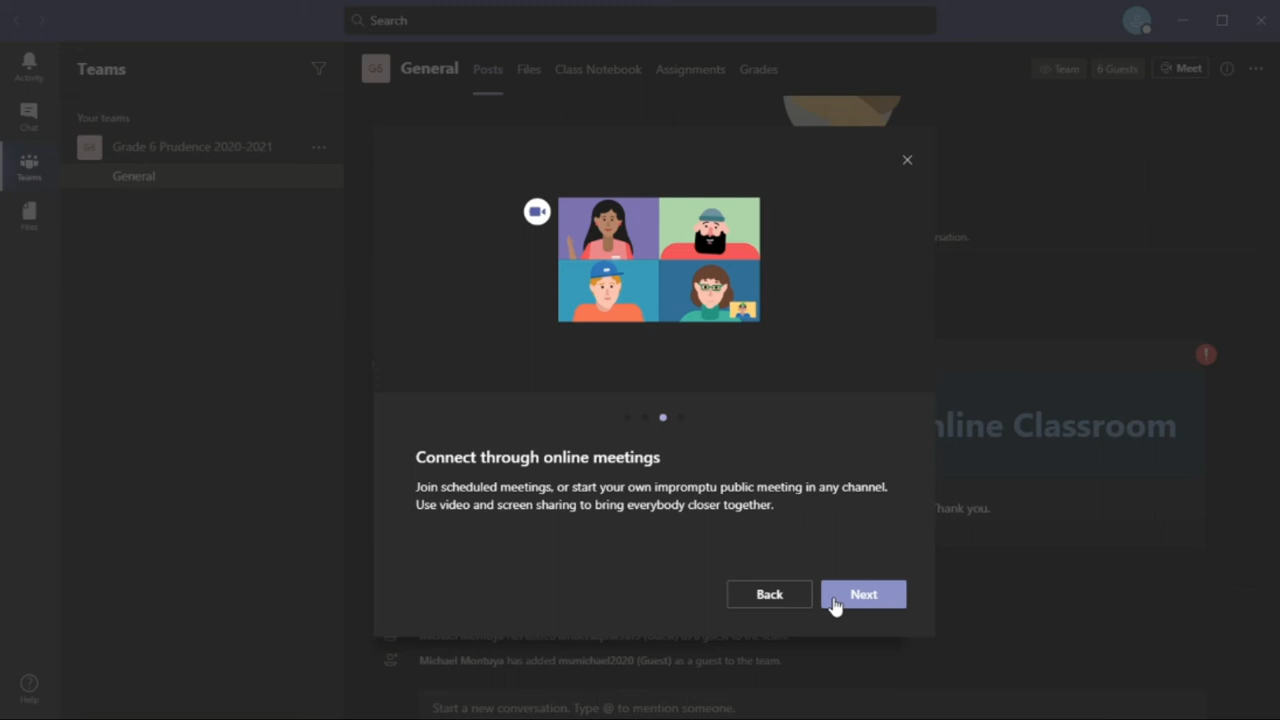 Search
Activity
Chat
Teams
Files
Help
Teams
Your teams
G6
Grade 6 Prudence 2020-2021
General
G6
General
Posts
Files
Class Notebook
Assignments
Grades
Team
6 Guests
Meet
nline Classroom
Thank you.
Connect through online meetings
Join scheduled meetings, or start your own impromptu public meeting in any channel.
Use video and screen sharing to bring everybody closer together.
Back
Next
Michael Montuya has added mvmichael2020 (Guest) as a guest to the team.
Start a new conversation. Type @ to mention someone.